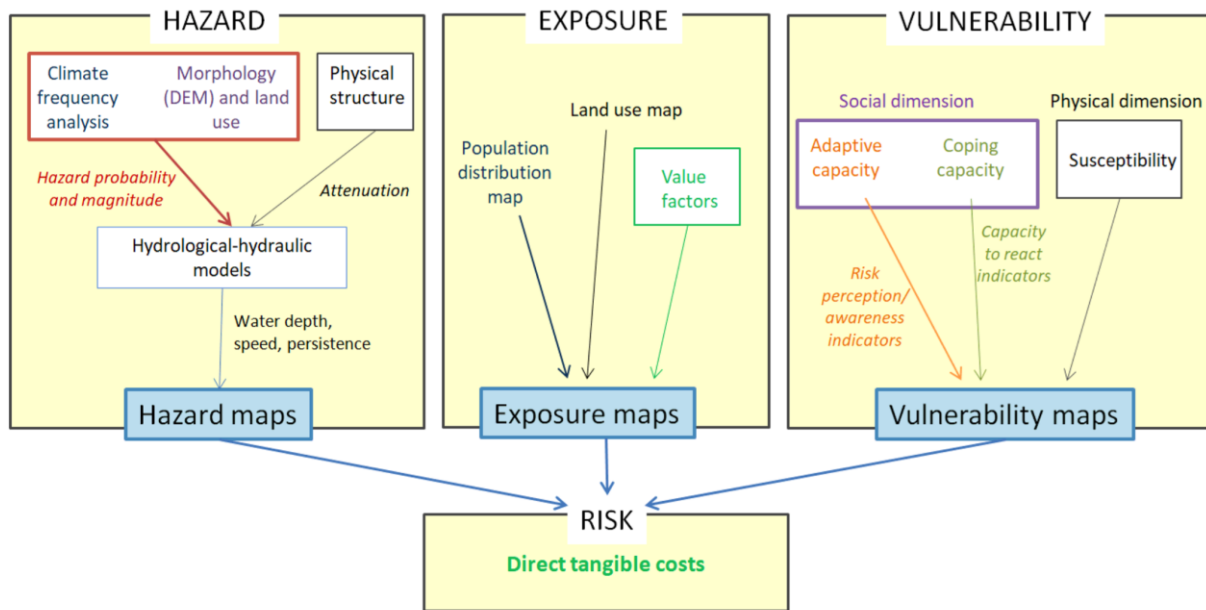 HAZARD
Climate
frequency
analysis
Morphology
(DEM) and land
use
Physical
structure
Hazard probability
and magnitude
Attenuation
Hydrological-hydraulic
models
Water depth,
speed, persistence
Hazard maps
EXPOSURE
Land use map
Population
distribution
map
Value
factors
Exposure maps
VULNERABILITY
Social dimension
Physical dimension
Adaptive
capacity
Coping
capacity
Susceptibility
Capacity
to react
indicators
Risk
perception/
awareness
indicators
Vulnerability maps
RISK
Direct tangible costs